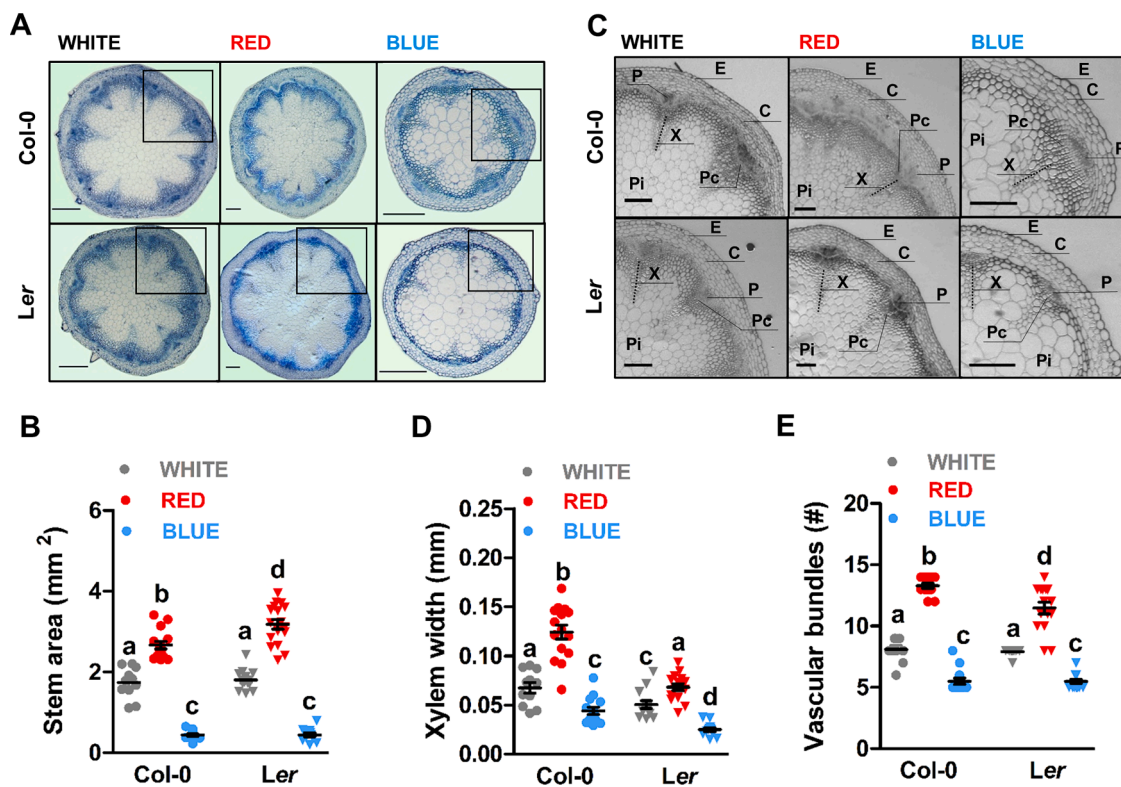 A
WHITE
RED
BLUE
Col-0
Ler
C
WHITE
RED
BLUE
Col-0
P
E
C
X
Pi
Pc
E
C
Pc
P
X
Pi
E
C
Pc
P
Pi
X
Ler
E
C
X
P
Pc
Pi
E
C
X
P
Pc
Pi
E
C
X
P
Pc
Pi
B
WHITE
RED
BLUE
Stem area (mm²)
6
4
2
0
a
b
c
a
d
c
Col-0
Ler
D
WHITE
RED
BLUE
Xylem width (mm)
0.25
0.20
0.15
0.10
0.05
0.00
a
b
c
c
a
d
Col-0
Ler
E
WHITE
RED
BLUE
Vascular bundles (#)
20
15
10
5
0
a
b
c
a
d
c
Col-0
Ler